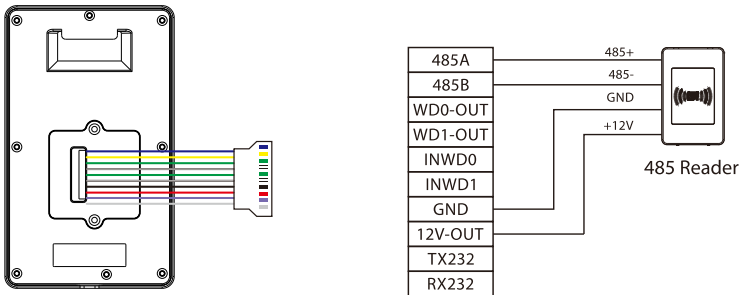 485A
485B
WD0-OUT
WD1-OUT
INWD0
INWD1
GND
12V-OUT
TX232
RX232
485+
485-
GND
+12V
485 Reader